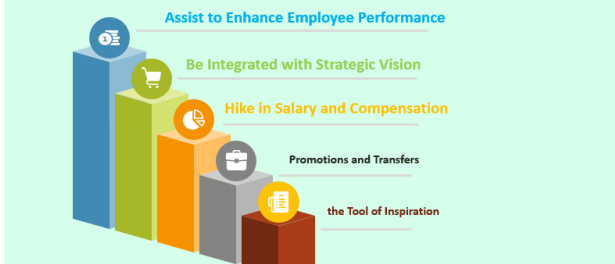 Assist to Enhance Employee Performance
Be Integrated with Strategic Vision
Hike in Salary and Compensation
Promotions and Transfers
the Tool of Inspiration